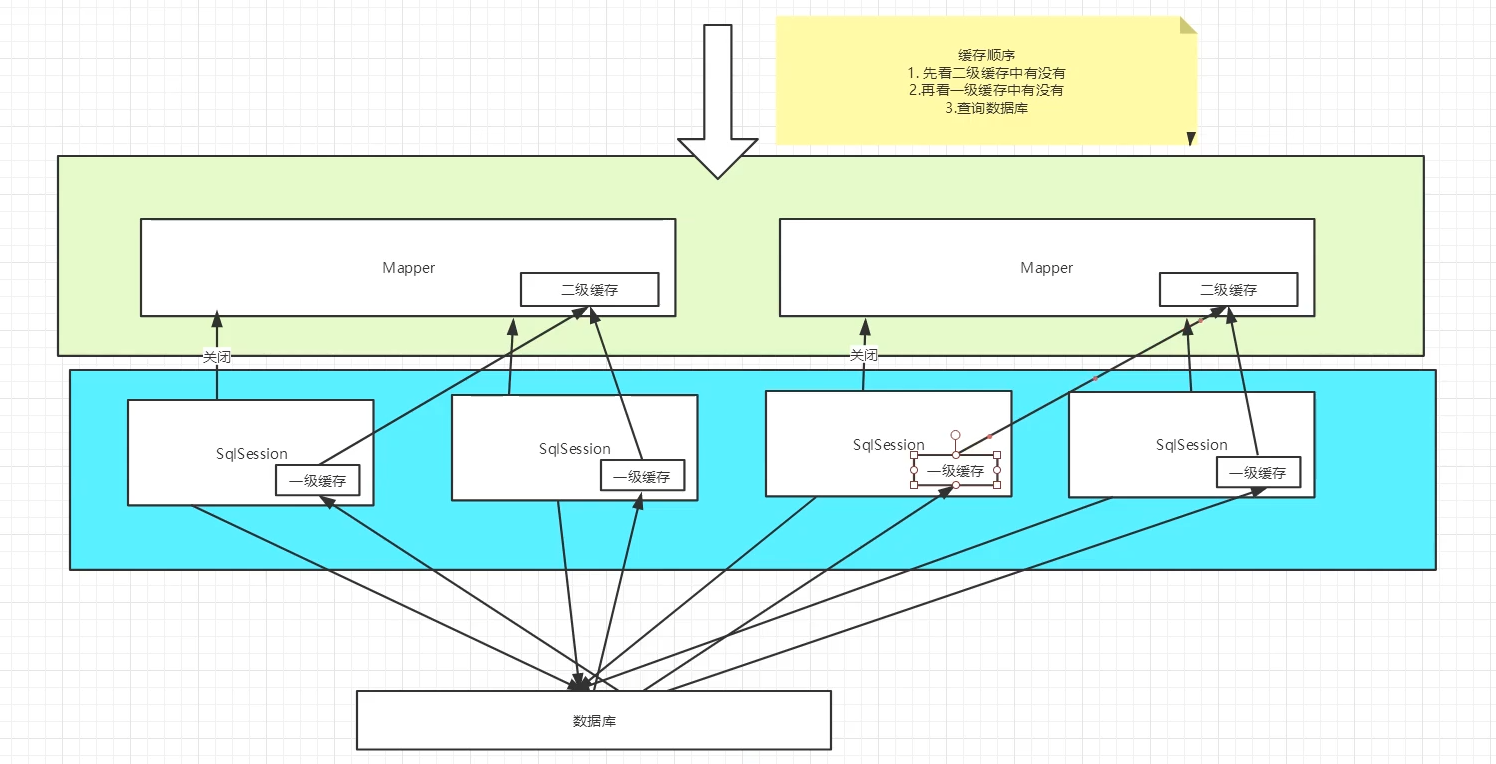 缓存顺序
1. 先看二级缓存中有没有
2.再看一级缓存中有没有
3.查询数据库
Mapper
二级缓存
Mapper
二级缓存
关闭
关闭
SqlSession
一级缓存
SqlSession
一级缓存
SqlSession
一级缓存
SqlSession
一级缓存
数据库